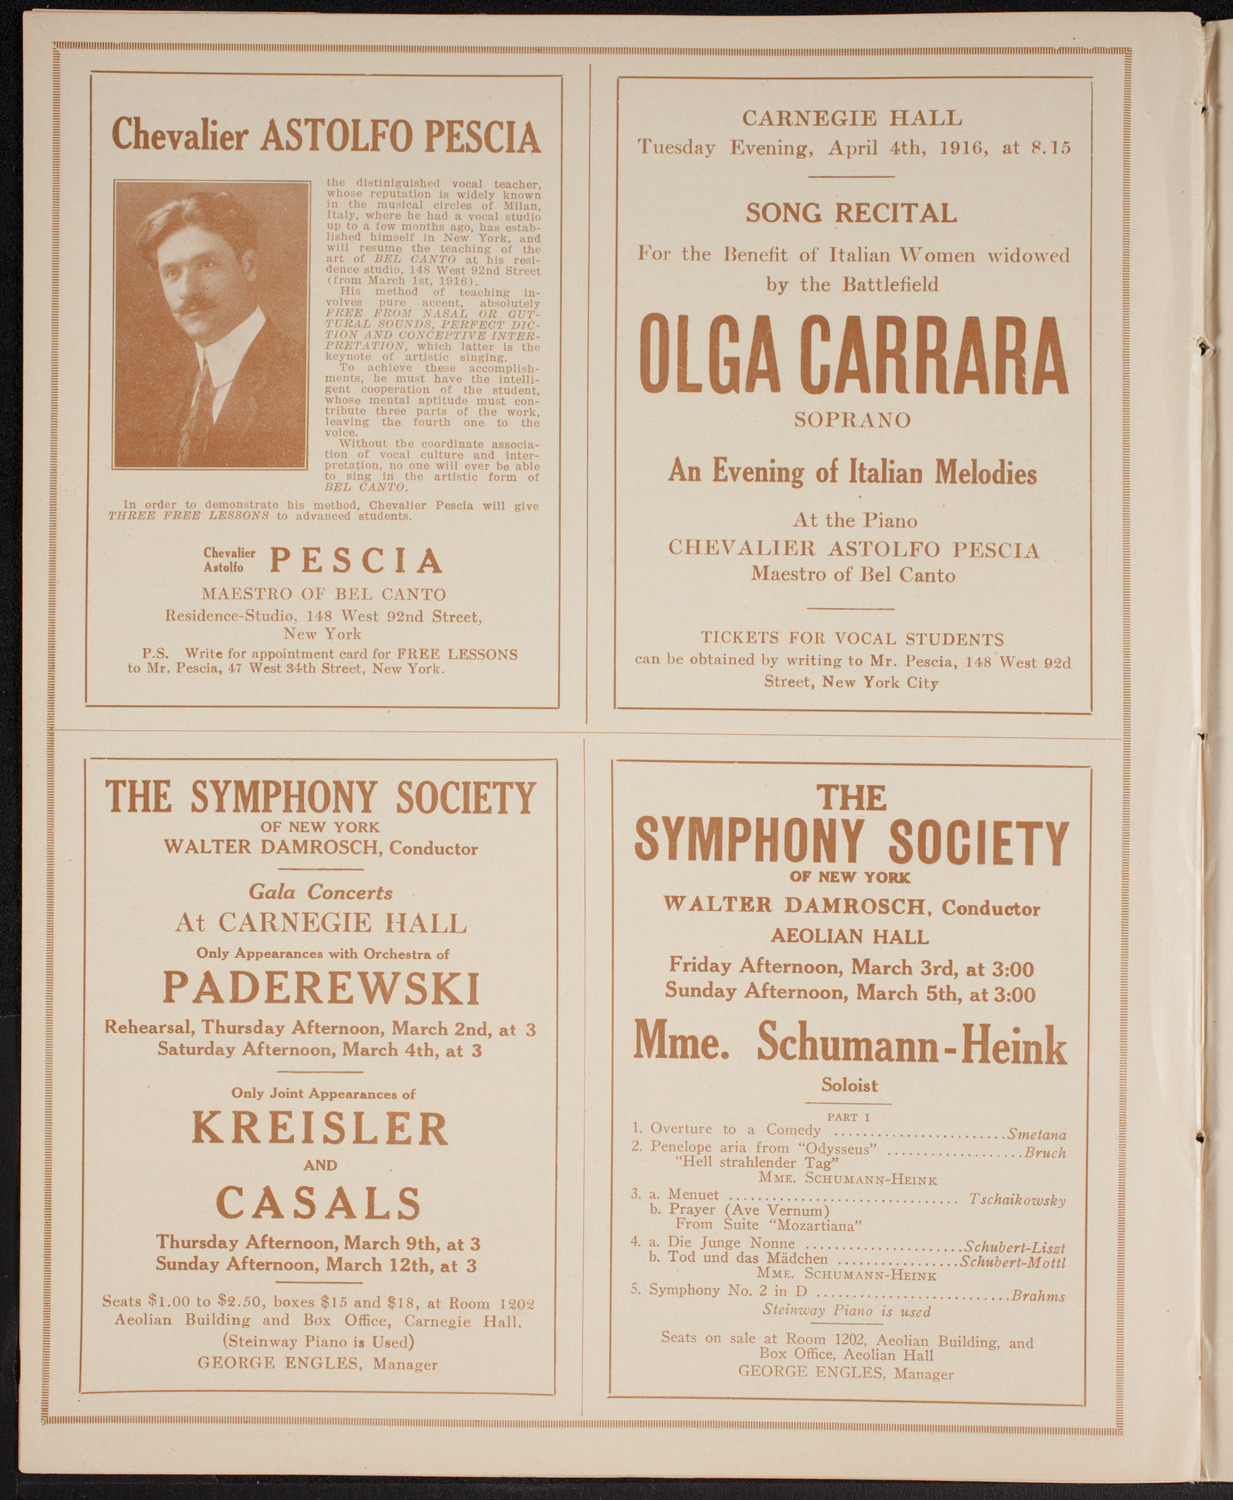 Chevalier ASTOLFO PESCIA
the distiniguished vocal teacher,
whose reputation is widely known
in the musical circles of Milan,
Italy, where he had a vocal studio
up to a few months ago, has estab-
lished himself in New York, and
will resume the teaching of the
art of BEL CANTO at his resi-
dence studio, 148 West 92nd Street
(from March 1st, 1916).
His method of teaching in-
volves pure accent, absolutely
FREE FROM NASAL OR GUT-
TURAL SOUNDS, PERFECT DIC-
TION AND CONCEPTIVE INTER-
PRETATION, which latter is the
keynote of artistic singing.
To achieve these accomplish-
ments, he must have the intelli-
gent cooperation of the student,
whose mental aptitude must con-
tribute three parts of the work,
leaving the fourth one to the
voice.
Without the coordinate associa-
tion of vocal culture and inter-
pretation, no one will ever be able
to sing in the artistic form of
BEL CANTO.
In order to demonstrate his method, Chevalier Pescia will give
THREE FREE LESSONS to advanced students.
Chevalier Astolfo PESCIA
MAESTRO OF BEL CANTO
Residence-Studio, 148 West 92nd Street,
New York
P.S. Write for appointment card for FREE LESSONS
to Mr. Pescia, 47 West 34th Street, New York.
CARNEGIE HALL
Tuesday Evening, April 4th, 1916, at 8.15
SONG RECITAL
For the Benefit of Italian Women widowed
by the Battlefield
OLGA CARRARA
SOPRANO
An Evening of Italian Melodies
At the Piano
CHEVALIER ASTOLFO PESCIA
Maestro of Bel Canto
TICKETS FOR VOCAL STUDENTS
can be obtained by writing to Mr. Pescia, 148 West 92d
Street, New York City
THE SYMPHONY SOCIETY
OF NEW YORK
WALTER DAMROSCH, Conductor
Gala Concerts
At CARNEGIE HALL
Only Appearances with Orchestra of
PADEREWSKI
Rehearsal, Thursday Afternoon, March 2nd, at 3
Saturday Afternoon, March 4th, at 3
Only Joint Appearances of
KREISLER
AND
CASALS
Thursday Afternoon, March 9th, at 3
Sunday Afternoon, March 12th, at 3
Seats $1.00 to $2.50, boxes $15 and $18, at Room 1202
Aeolian Building and Box Office, Carnegie Hall.
(Steinway Piano is Used)
GEORGE ENGLES, Manager
THE
SYMPHONY SOCIETY
OF NEW YORK
WALTER DAMROSCH, Conductor
AEOLIAN HALL
Friday Afternoon, March 3rd, at 3:00
Sunday Afternoon, March 5th, at 3:00
Mme. Schumann-Heink
Soloist
PART I
1. Overture to a Comedy ........................Smetana
2. Penelope aria from "Odysseus" ...................Bruch
"Hell strahlender Tag"
MME. SCHUMANN-HEINK
3. a. Menuet ................................ Tschaikowsky
b. Prayer (Ave Vernum)
From Suite "Mozartiana"
4. a. Die Junge Nonne ......................Schubert-Liszt
b. Tod und das Mädchen .................Schubert-Mottl
MME. SCHUMANN-HEINK
5. Symphony No. 2 in D ...........................Brahms
Steinway Piano is used
Seats on sale at Room 1202, Aeolian Building, and
Box Office, Aeolian Hall
GEORGE ENGLES, Manager